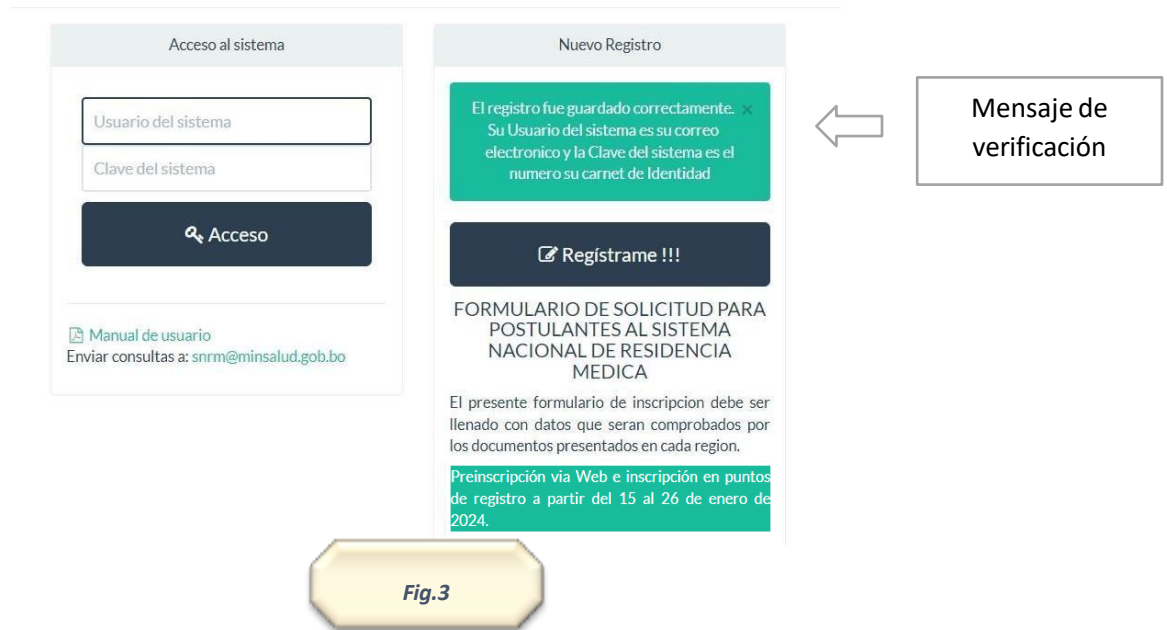 Acceso al sistema
Usuario del sistema
Clave del sistema
Acceso
Manual de usuario
Enviar consultas a: snrm@minsalud.gob.bo
Nuevo Registro
El registro fue guardado correctamente. ×
Su Usuario del sistema es su correo
electronico y la Clave del sistema es el
numero su carnet de Identidad
Regístrame !!!
FORMULARIO DE SOLICITUD PARA
POSTULANTES AL SISTEMA
NACIONAL DE RESIDENCIA
MEDICA
El presente formulario de inscripcion debe ser
llenado con datos que seran comprobados por
los documentos presentados en cada region.
Preinscripción via Web e inscripción en puntos
de registro a partir del 15 al 26 de enero de
2024.
Mensaje de
verificación
Fig.3